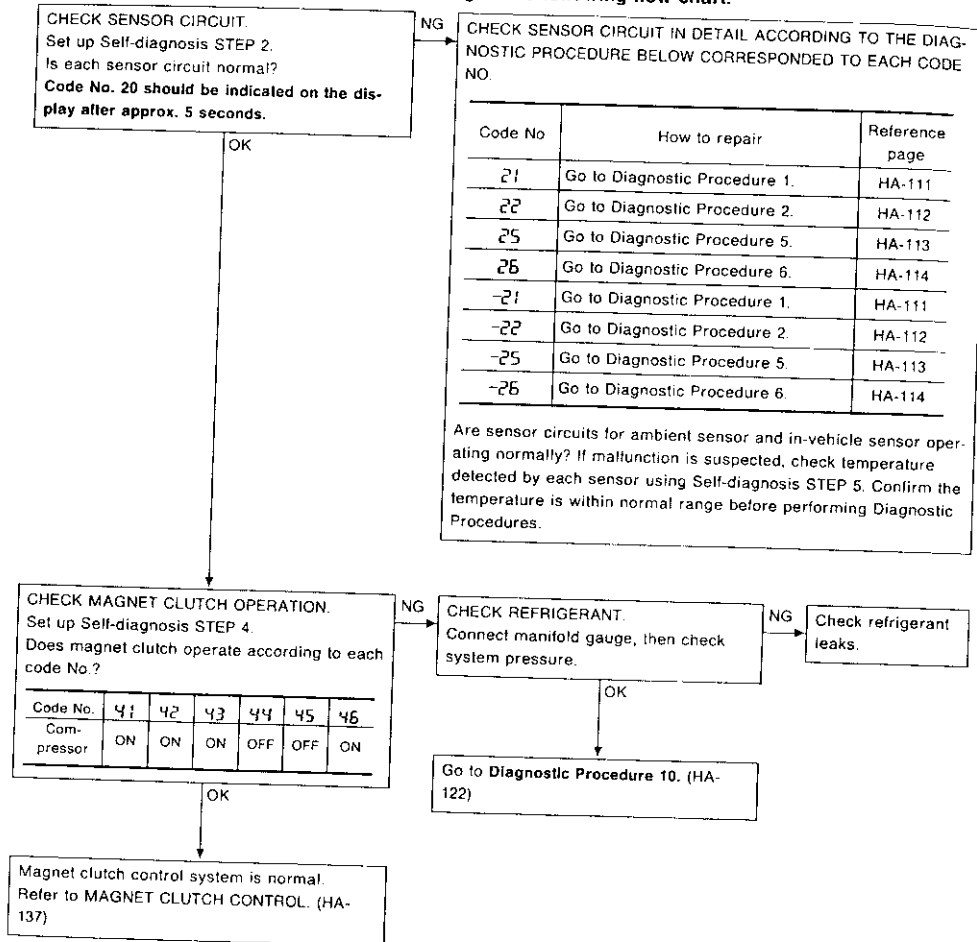 following flow chart.
CHECK SENSOR CIRCUIT.
Set up Self-diagnosis STEP 2.
Is each sensor circuit normal?
Code No. 20 should be indicated on the dis-
play after approx. 5 seconds.
NG
OK
CHECK SENSOR CIRCUIT IN DETAIL ACCORDING TO THE DIAG-
NOSTIC PROCEDURE BELOW CORRESPONDED TO EACH CODE
NO.
Code No How to repair Reference
page
21 Go to Diagnostic Procedure 1. HA-111
22 Go to Diagnostic Procedure 2. HA-112
25 Go to Diagnostic Procedure 5. HA-113
26 Go to Diagnostic Procedure 6. HA-114
-21 Go to Diagnostic Procedure 1. HA-111
-22 Go to Diagnostic Procedure 2. HA-112
-25 Go to Diagnostic Procedure 5. HA-113
-26 Go to Diagnostic Procedure 6. HA-114
Are sensor circuits for ambient sensor and in-vehicle sensor oper-
ating normally? If malfunction is suspected, check temperature
detected by each sensor using Self-diagnosis STEP 5. Confirm the
temperature is within normal range before performing Diagnostic
Procedures.
CHECK MAGNET CLUTCH OPERATION.
Set up Self-diagnosis STEP 4.
Does magnet clutch operate according to each
code No.?
Code No. 41 42 43 44 45 46
Com-
pressor ON ON ON OFF OFF ON
NG
OK
CHECK REFRIGERANT.
Connect manifold gauge, then check
system pressure.
NG
OK
Check refrigerant
leaks.
Go to Diagnostic Procedure 10. (HA-
122)
Magnet clutch control system is normal.
Refer to MAGNET CLUTCH CONTROL. (HA-
137)